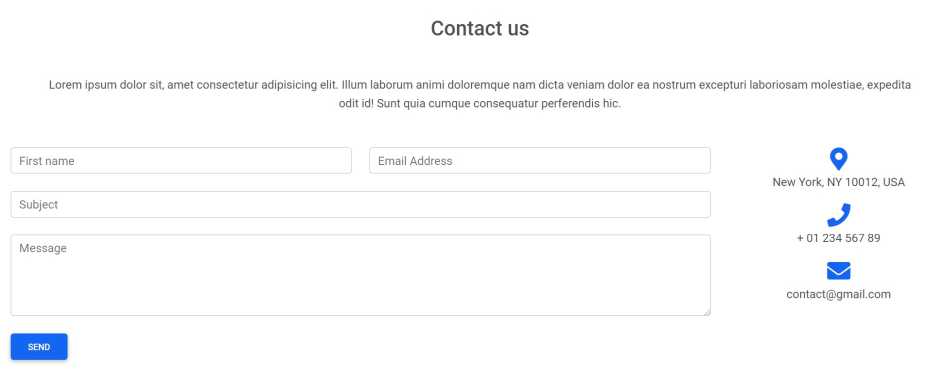 Contact us
Lorem ipsum dolor sit, amet consectetur adipisicing elit. Illum laborum animi doloremque nam dicta veniam dolor ea nostrum excepturi laboriosam molestiae, expedita
odit id! Sunt quia cumque consequatur perferendis hic.
First name
Email Address
Subject
Message
SEND
New York, NY 10012, USA
+ 01 234 567 89
contact@gmail.com